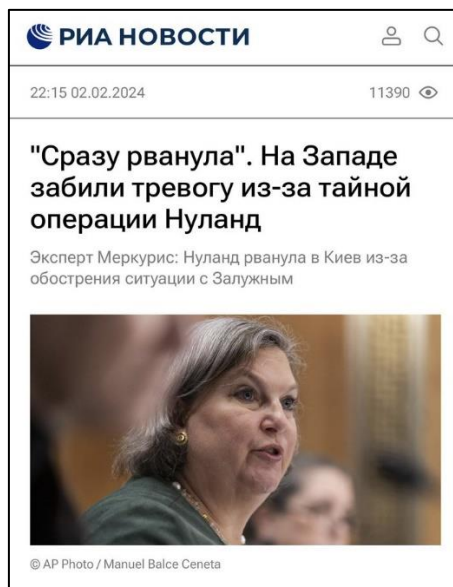 РИА НОВОСТИ
22:15 02.02.2024
11390
"Сразу рванула". На Западе
забили тревогу из-за тайной
операции Нуланд
Эксперт Меркурис: Нуланд рванула в Киев из-за
обострения ситуации с Залужным
© AP Photo / Manuel Balce Ceneta